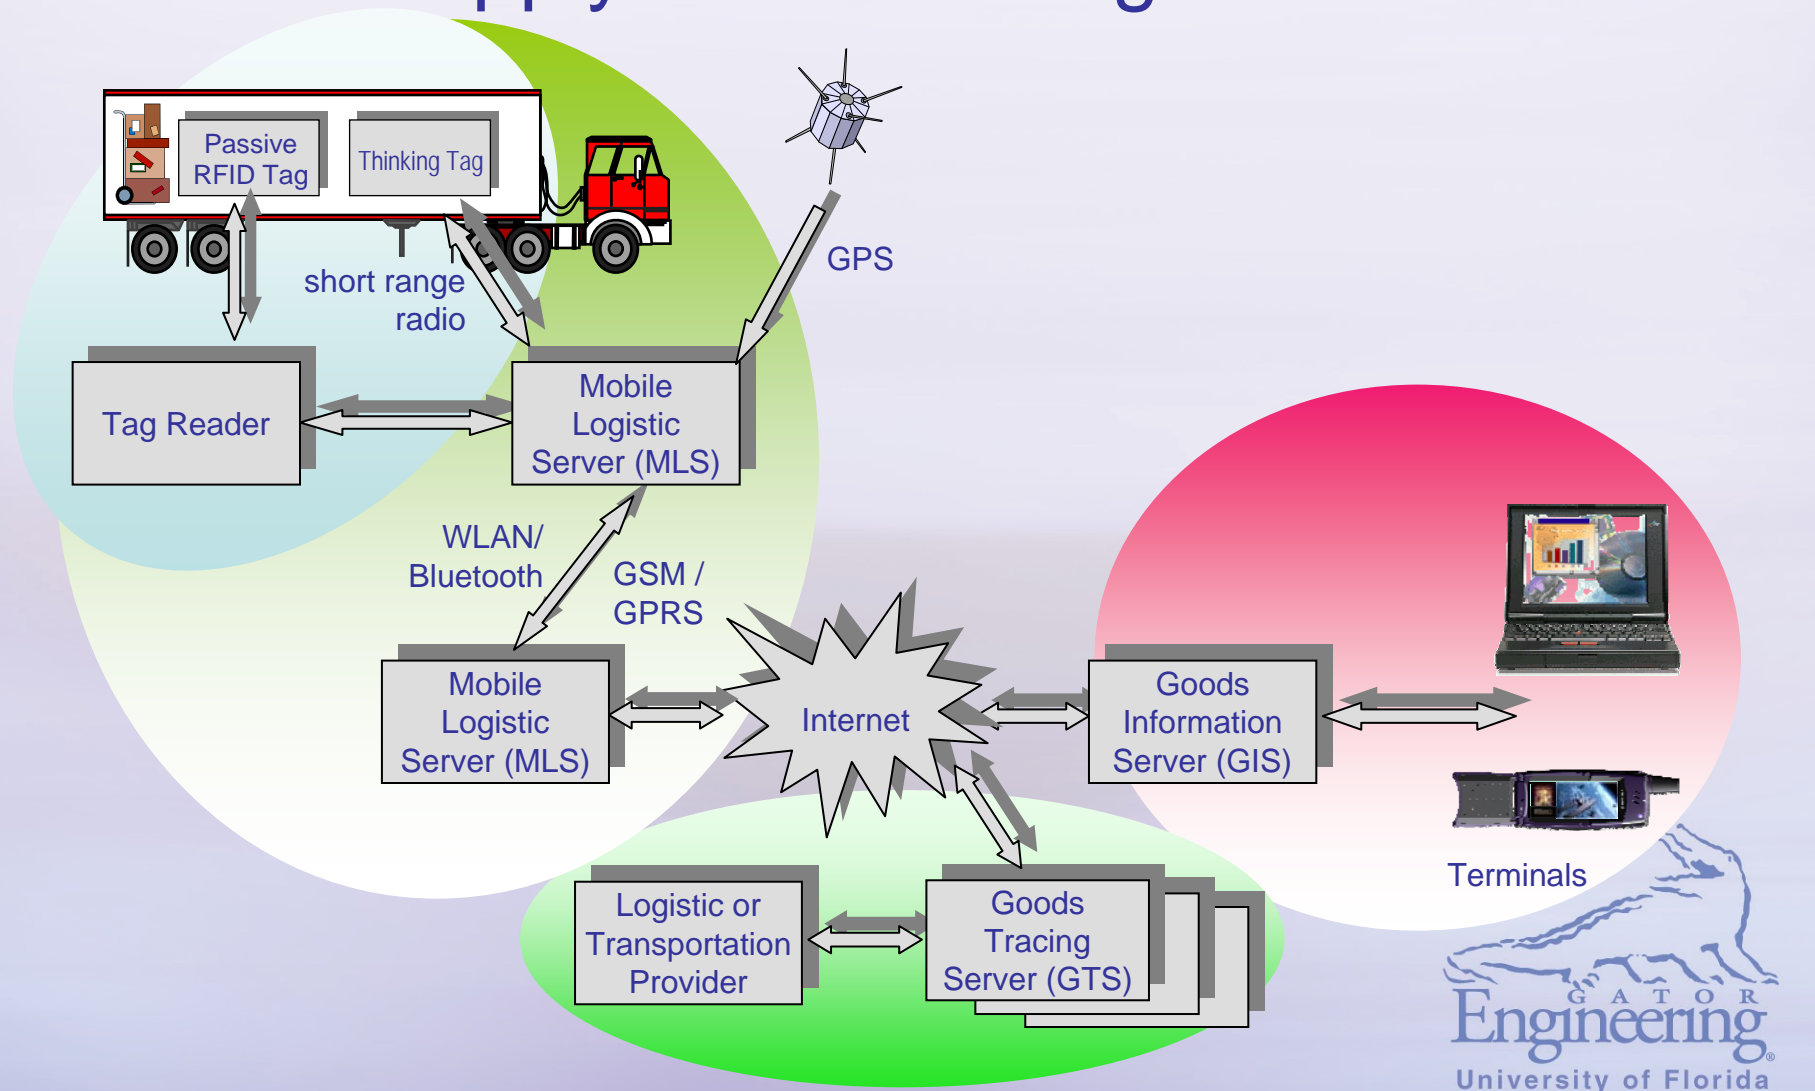 Passive
RFID Tag
Thinking Tag
GPS
short range
radio
Tag Reader
Mobile
Logistic
Server (MLS)
WLAN/
Bluetooth
GSM /
GPRS
Mobile
Logistic
Server (MLS)
Internet
Goods
Information
Server (GIS)
Terminals
Logistic or
Transportation
Provider
Goods
Tracing
Server (GTS)
GATOR
Engineering®
University of Florida